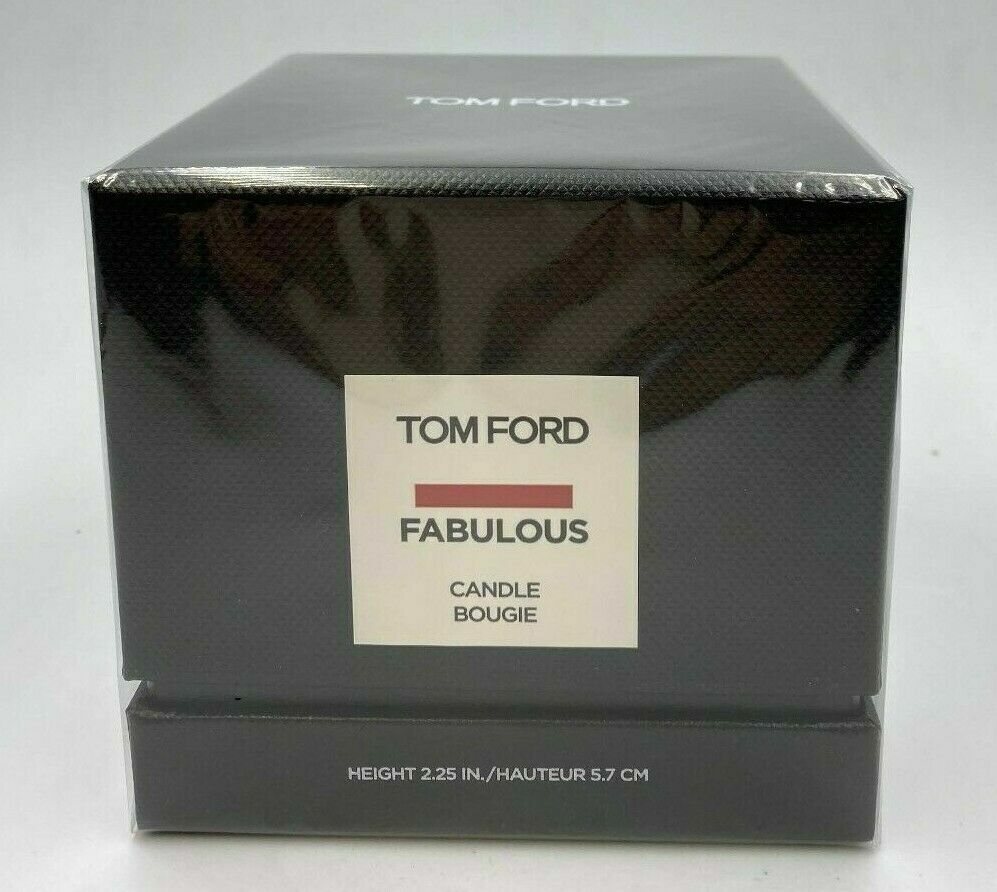 TOM FORD
TOM FORD
FABULOUS
CANDLE
BOUGIE
HEIGHT 2.25 IN./HAUTEUR 5.7 CM